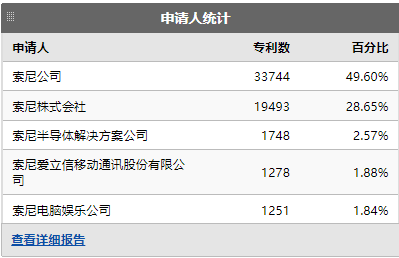 申请人统计
申请人 专利数 百分比
索尼公司 33744 49.60%
索尼株式会社 19493 28.65%
索尼半导体解决方案公司 1748 2.57%
索尼爱立信移动通讯股份有限公
司 1278 1.88%
索尼电脑娱乐公司 1251 1.84%
查看详细报告